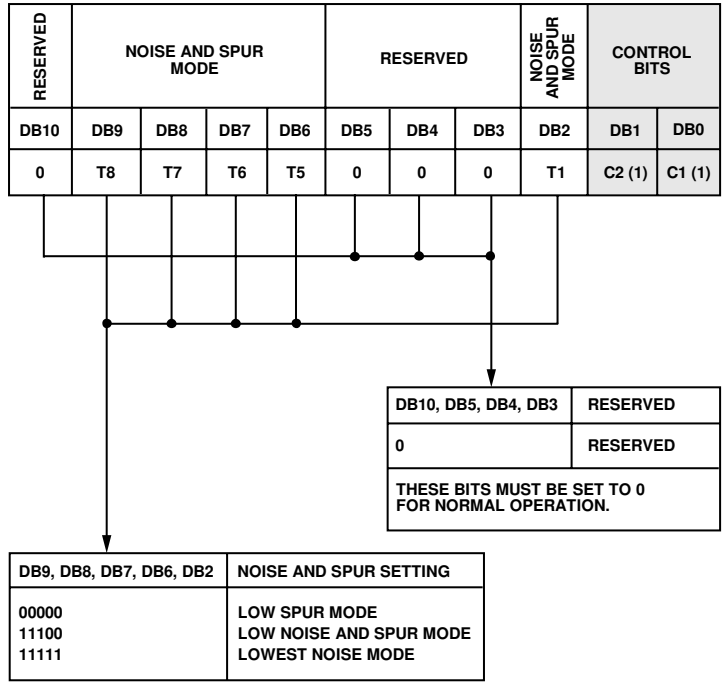 RESERVED
NOISE AND SPUR
MODE
RESERVED
NOISE
AND SPUR
MODE
CONTROL
BITS
DB10 DB9 DB8 DB7 DB6 DB5 DB4 DB3 DB2 DB1 DB0
0 T8 T7 T6 T5 0 0 0 T1 C2 (1) C1 (1)
DB10, DB5, DB4, DB3 RESERVED
0 RESERVED
THESE BITS MUST BE SET TO 0
FOR NORMAL OPERATION.
DB9, DB8, DB7, DB6, DB2 NOISE AND SPUR SETTING
00000 LOW SPUR MODE
11100 LOW NOISE AND SPUR MODE
11111 LOWEST NOISE MODE